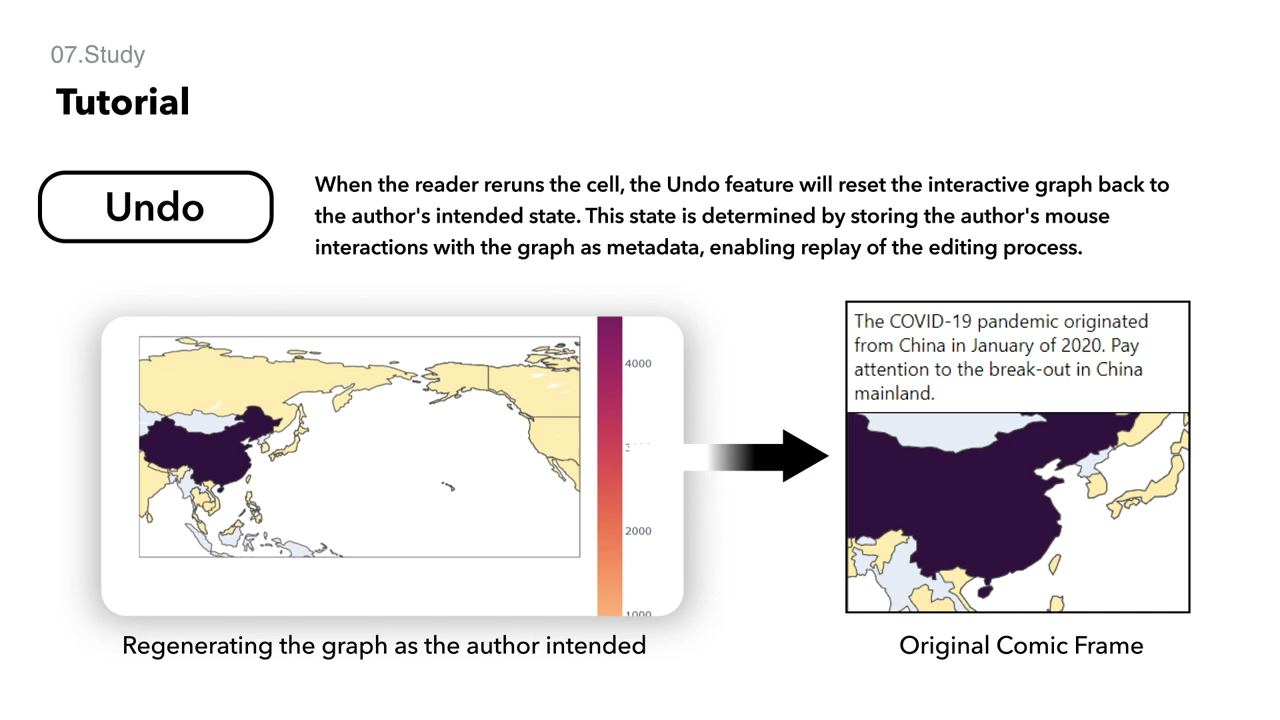 07.Study
Tutorial
Undo
When the reader reruns the cell, the Undo feature will reset the interactive graph back to
the author's intended state. This state is determined by storing the author's mouse
interactions with the graph as metadata, enabling replay of the editing process.
4000
2000
1000
The COVID-19 pandemic originated
from China in January of 2020. Pay
attention to the break-out in China
mainland.
Regenerating the graph as the author intended
Original Comic Frame